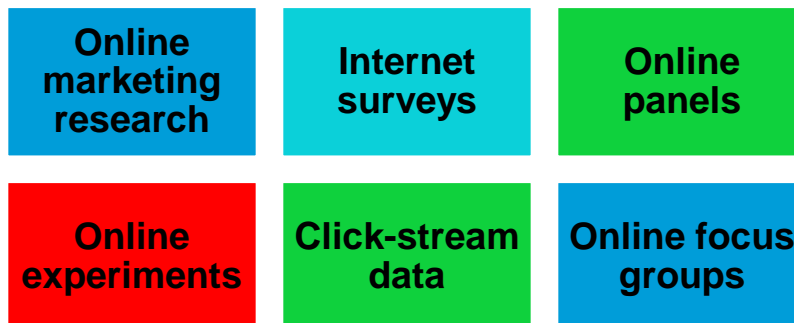 Online
marketing
research
Internet
surveys
Online
panels
Online
experiments
Click-stream
data
Online focus
groups